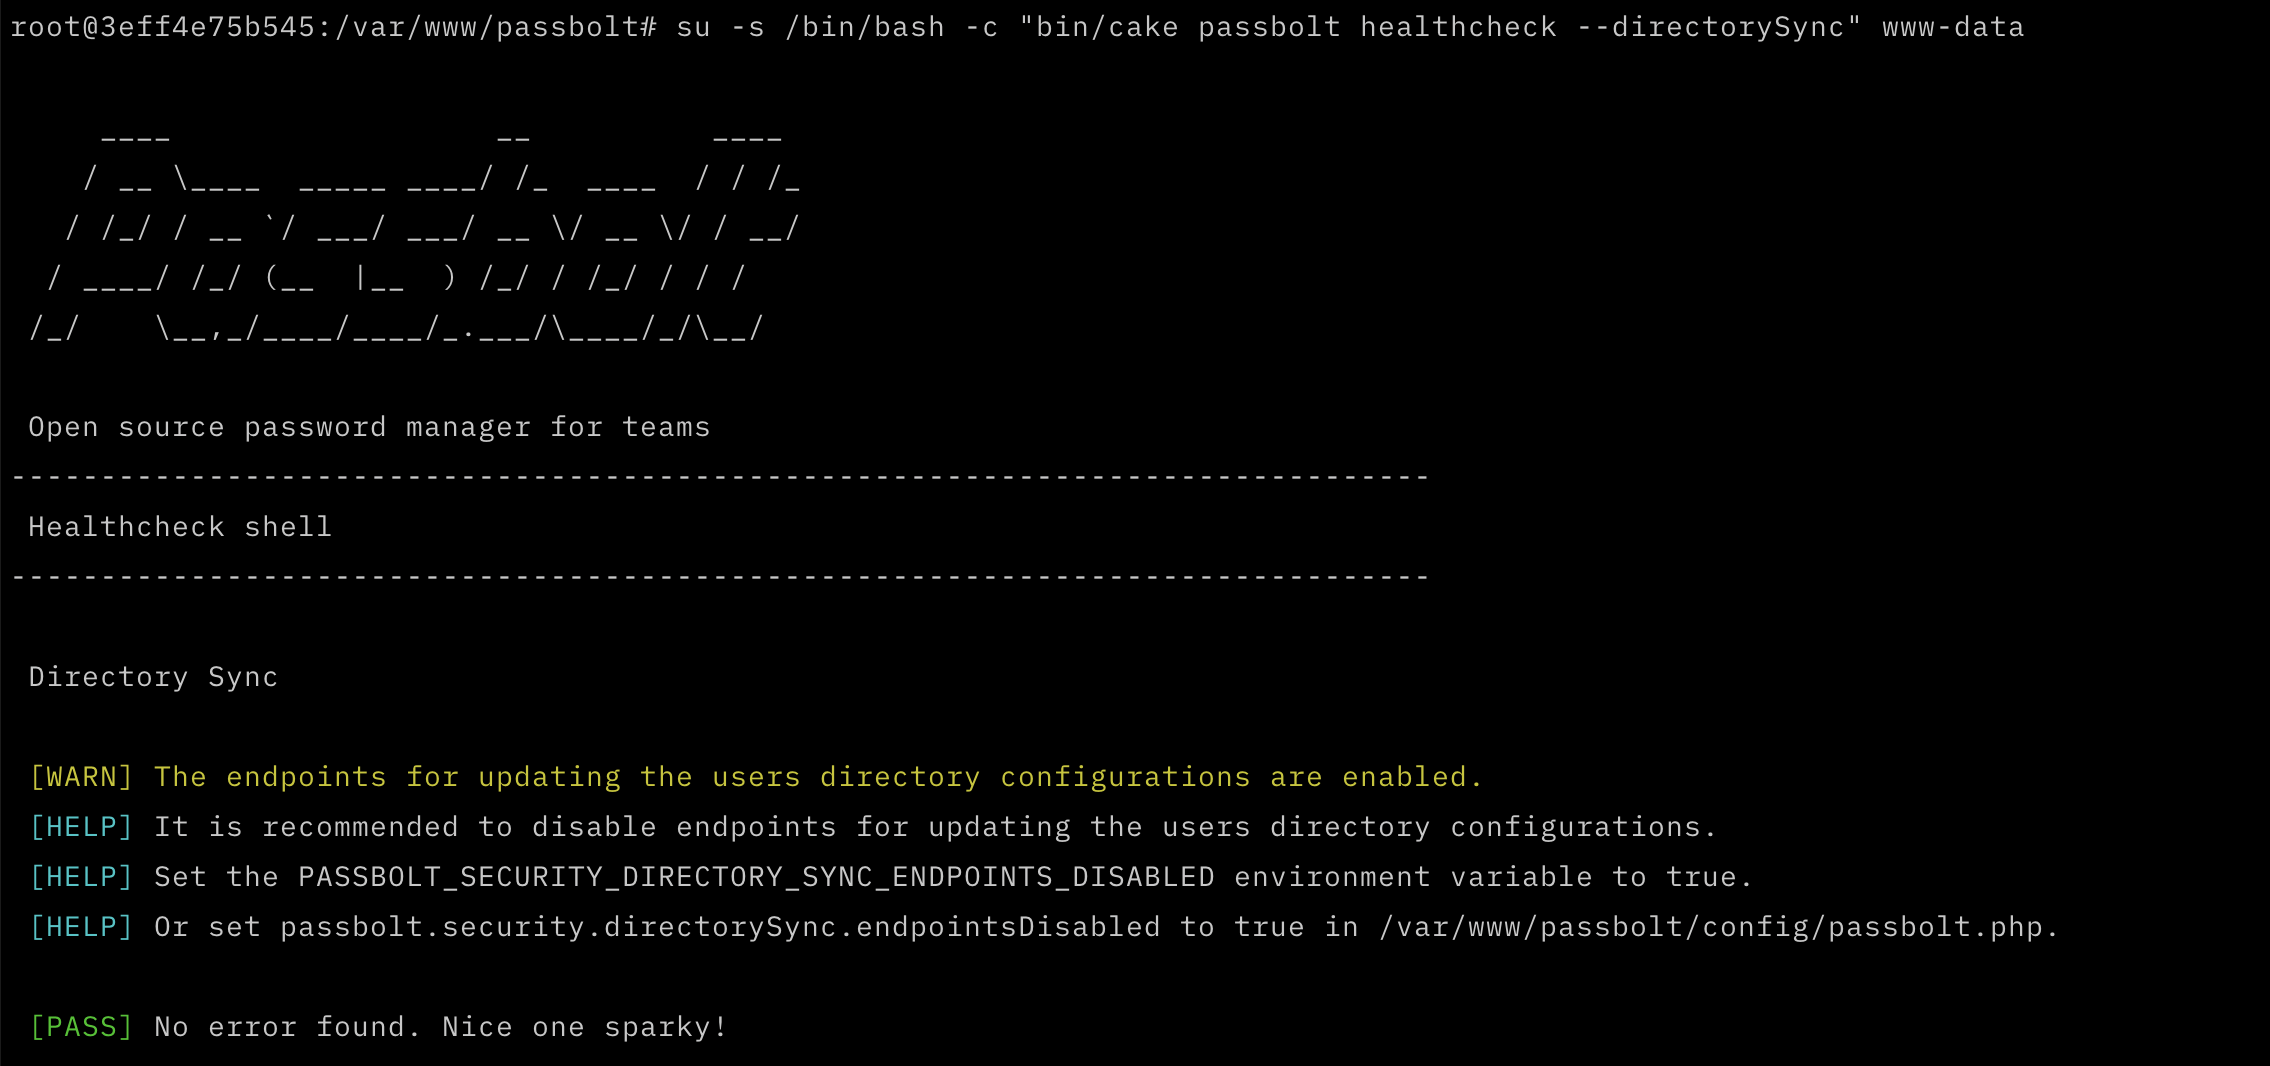 root@3eff4e75b545:/var/www/passbolt# su -s /bin/bash -c "bin/cake passbolt healthcheck --directorySync" www-data
     ____                  __          ____
    / __ \____  _____ ____/ /_  ____  / / /_
   / /_/ / __ `/ ___/ ___/ __ \/ __ \/ / __/
  / ____/ /_/ (__  |__  ) /_/ / /_/ / / /
 /_/    \__,_/____/____/_.___/\____/_/\__/
 Open source password manager for teams
-------------------------------------------------------------------------------
 Healthcheck shell
-------------------------------------------------------------------------------
 Directory Sync
 [WARN] The endpoints for updating the users directory configurations are enabled.
 [HELP] It is recommended to disable endpoints for updating the users directory configurations.
 [HELP] Set the PASSBOLT_SECURITY_DIRECTORY_SYNC_ENDPOINTS_DISABLED environment variable to true.
 [HELP] Or set passbolt.security.directorySync.endpointsDisabled to true in /var/www/passbolt/config/passbolt.php.
 [PASS] No error found. Nice one sparky!